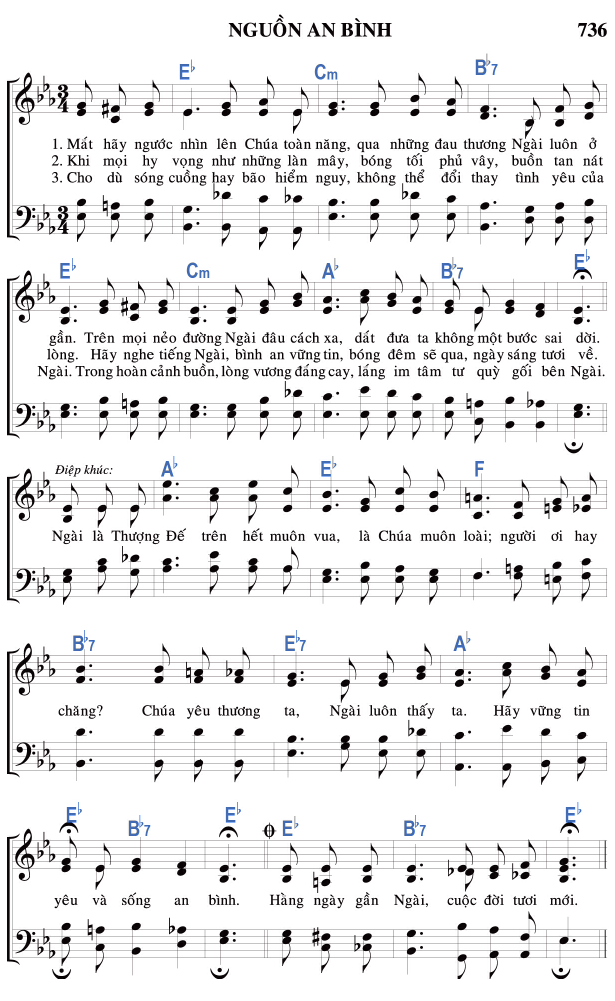 NGUỒN AN BÌNH 736
E♭ Cm B♭7
1. Mất hãy ngước nhìn lên Chúa toàn năng, qua những đau thương Ngài luôn ở
2. Khi mọi hy vọng như những làn mây, bóng tối phủ vây, buồn tan nát
3. Cho dù sóng cuồng hay bão hiểm nguy, không thể đổi thay tình yêu của
E♭ Cm A♭ B♭7 E♭
gần. Trên mọi nẻo đường Ngài đâu cách xa, dắt đưa ta không một bước sai dời.
lòng. Hãy nghe tiếng Ngài, bình an vững tin, bóng đêm sẽ qua, ngày sáng tươi về.
Ngài. Trong hoàn cảnh buồn, lòng vương đắng cay, lắng im tâm tư quỳ gối bên Ngài.
Điệp khúc: A♭ E♭ F
Ngài là Thượng Đế trên hết muôn vua, là Chúa muôn loài; người ơi hay
B♭7 E♭7 A♭
chăng? Chúa yêu thương ta, Ngài luôn thấy ta. Hãy vững tin
E♭ B♭7 E♭ E♭ B♭7 E♭
yêu và sống an bình. Hằng ngày gần Ngài, cuộc đời tươi mới.